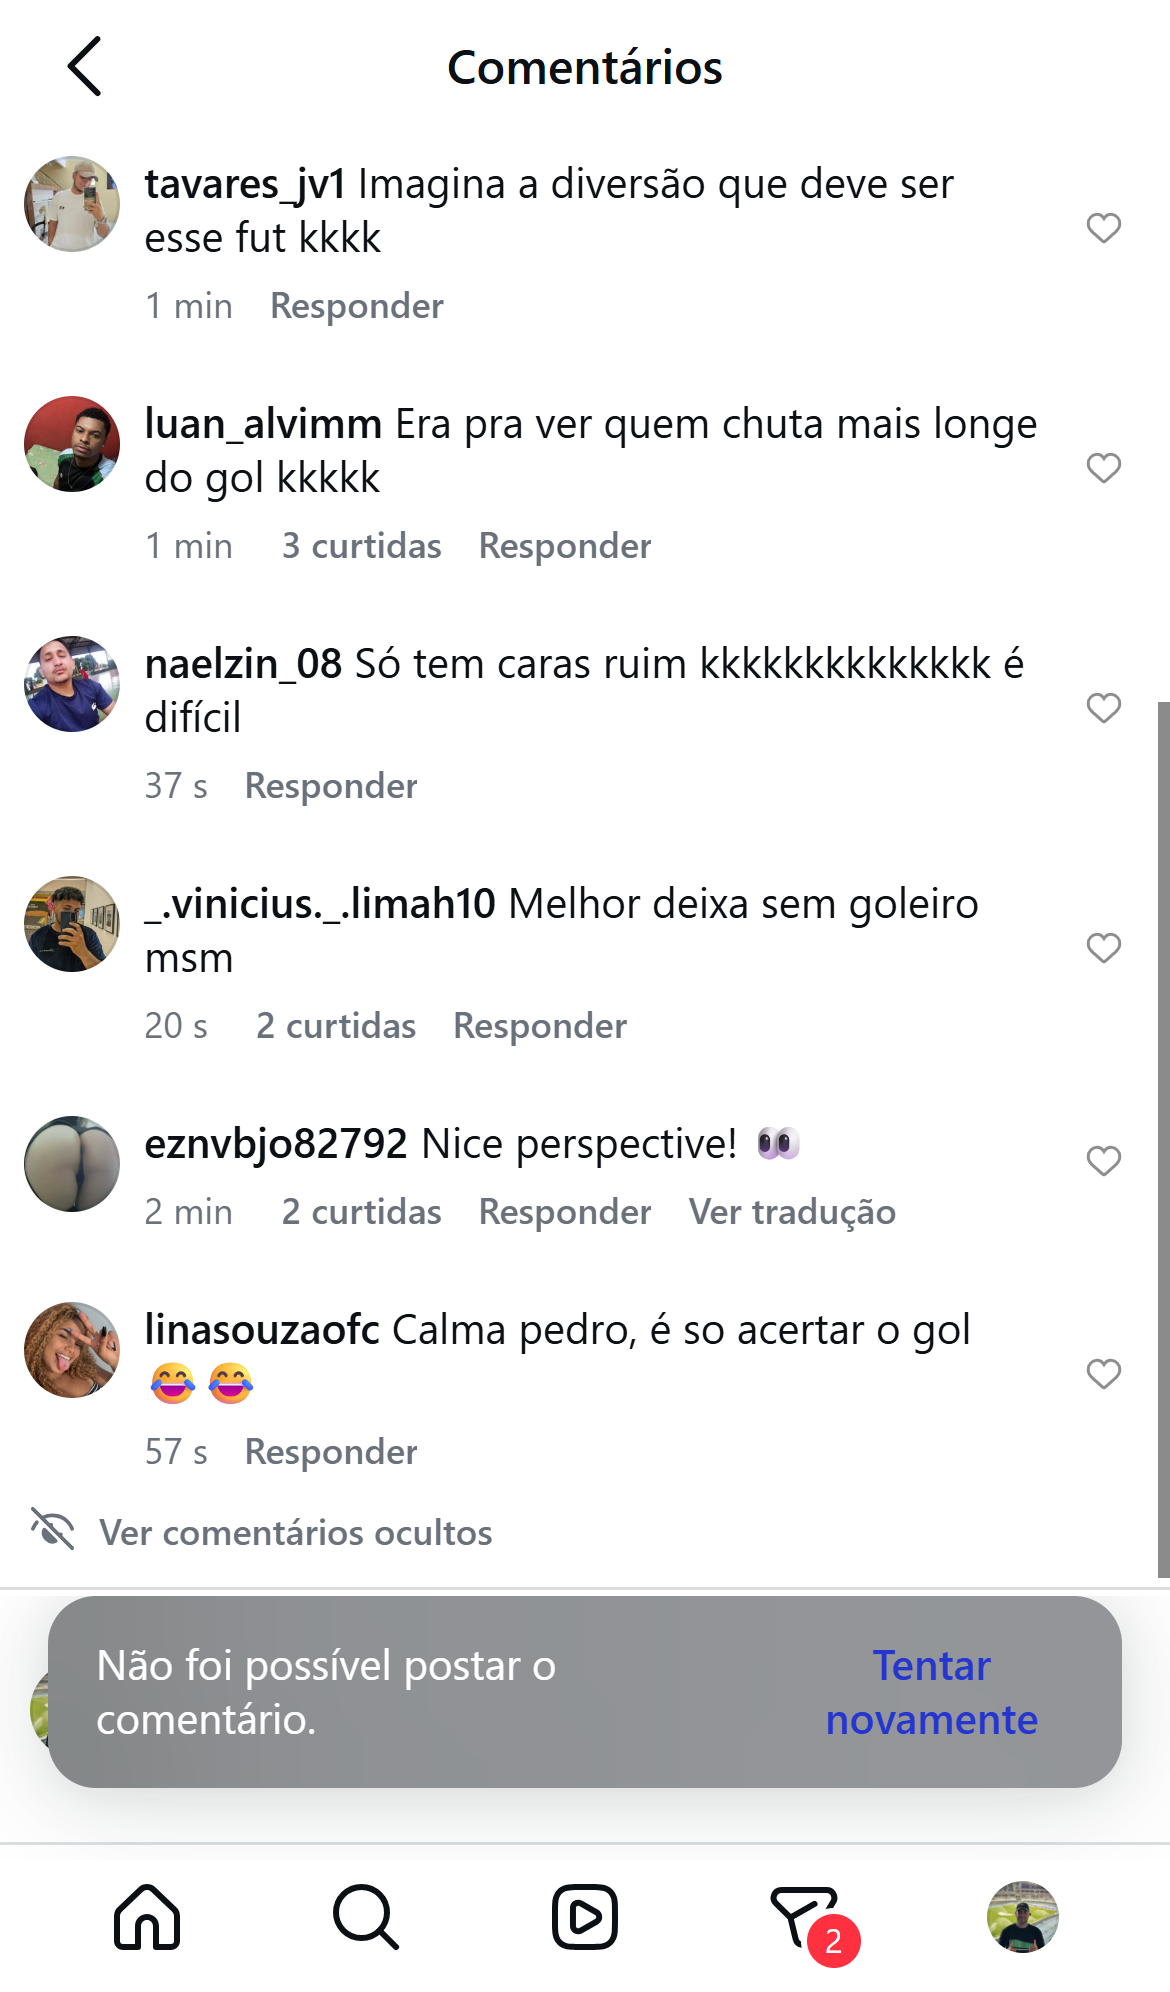 Comentários
tavares_jv1 Imagina a diversão que deve ser
esse fut kkkk
1 min Responder
luan_alvimm Era pra ver quem chuta mais longe
do gol kkkkk
1 min 3 curtidas Responder
naelzin_08 Só tem caras ruim kkkkkkkkkkkkkk é
difícil
37 s Responder
_.vinicius._.limah10 Melhor deixa sem goleiro
msm
20 s 2 curtidas Responder
eznvbjo82792 Nice perspective! 👀
2 min 2 curtidas Responder Ver tradução
linasouzaofc Calma pedro, é so acertar o gol
😂😂
57 s Responder
Ver comentários ocultos
Não foi possível postar o
comentário.
Tentar
novamente
2